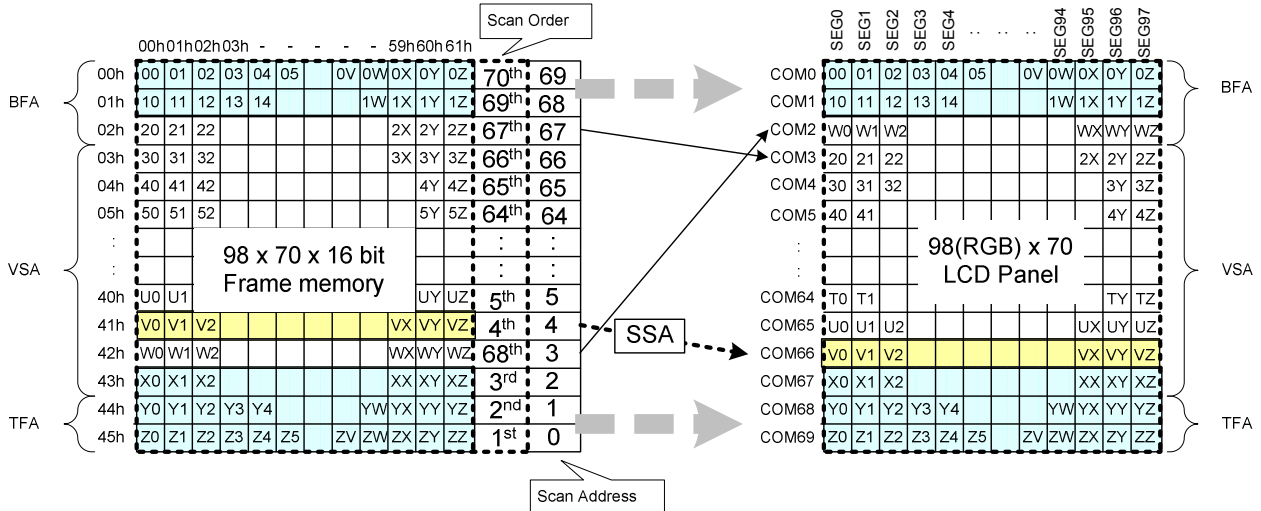 Scan Order
SEG0 SEG1 SEG2 SEG3 SEG4 .. .. SEG94 SEG95 SEG96 SEG97
00h 01h 02h 03h - - - - - 59h 60h 61h
00h 00 01 02 03 04 05 0V 0W 0X 0Y 0Z 70th 69 COM0 00 01 02 03 04 05 0V 0W 0X 0Y 0Z
BFA 01h 10 11 12 13 14 1W 1X 1Y 1Z 69th 68 COM1 10 11 12 13 14 1W 1X 1Y 1Z BFA
02h 20 21 22 2X 2Y 2Z 67th 67 COM2 W0 W1 W2 WX WY WZ
03h 30 31 32 3X 3Y 3Z 66th 66 COM3 20 21 22 2X 2Y 2Z
04h 40 41 42 4Y 4Z 65th 65 COM4 30 31 32 3Y 3Z
05h 50 51 52 5Y 5Z 64th 64 COM5 40 41 4Y 4Z
: 98 x 70 x 16 bit : : : 98(RGB) x 70
VSA : Frame memory : : : LCD Panel VSA
40h U0 U1 UY UZ 5th 5 COM64 T0 T1 TY TZ
41h V0 V1 V2 VX VY VZ 4th 4 SSA COM65 U0 U1 U2 UX UY UZ
42h W0 W1 W2 WX WY WZ 68th 3 COM66 V0 V1 V2 VX VY VZ
43h X0 X1 X2 XX XY XZ 3rd 2 COM67 X0 X1 X2 XX XY XZ
TFA 44h Y0 Y1 Y2 Y3 Y4 YW YX YY YZ 2nd 1 COM68 Y0 Y1 Y2 Y3 Y4 YW YX YY YZ TFA
45h Z0 Z1 Z2 Z3 Z4 Z5 ZV ZW ZX ZY ZZ 1st 0 COM69 Z0 Z1 Z2 Z3 Z4 Z5 ZV ZW ZX ZY ZZ
Scan Address